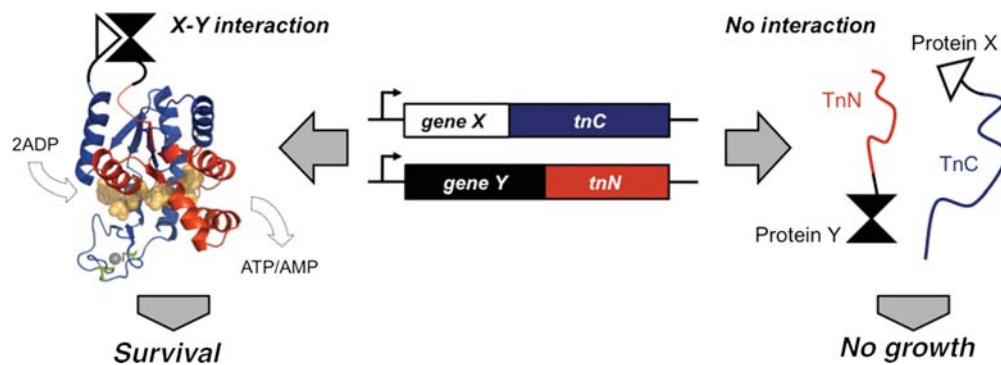 X-Y interaction
No interaction
Protein X
TnN
2ADP
gene X tnC
gene Y tnN
TnC
Protein Y
ATP/AMP
Survival
No growth